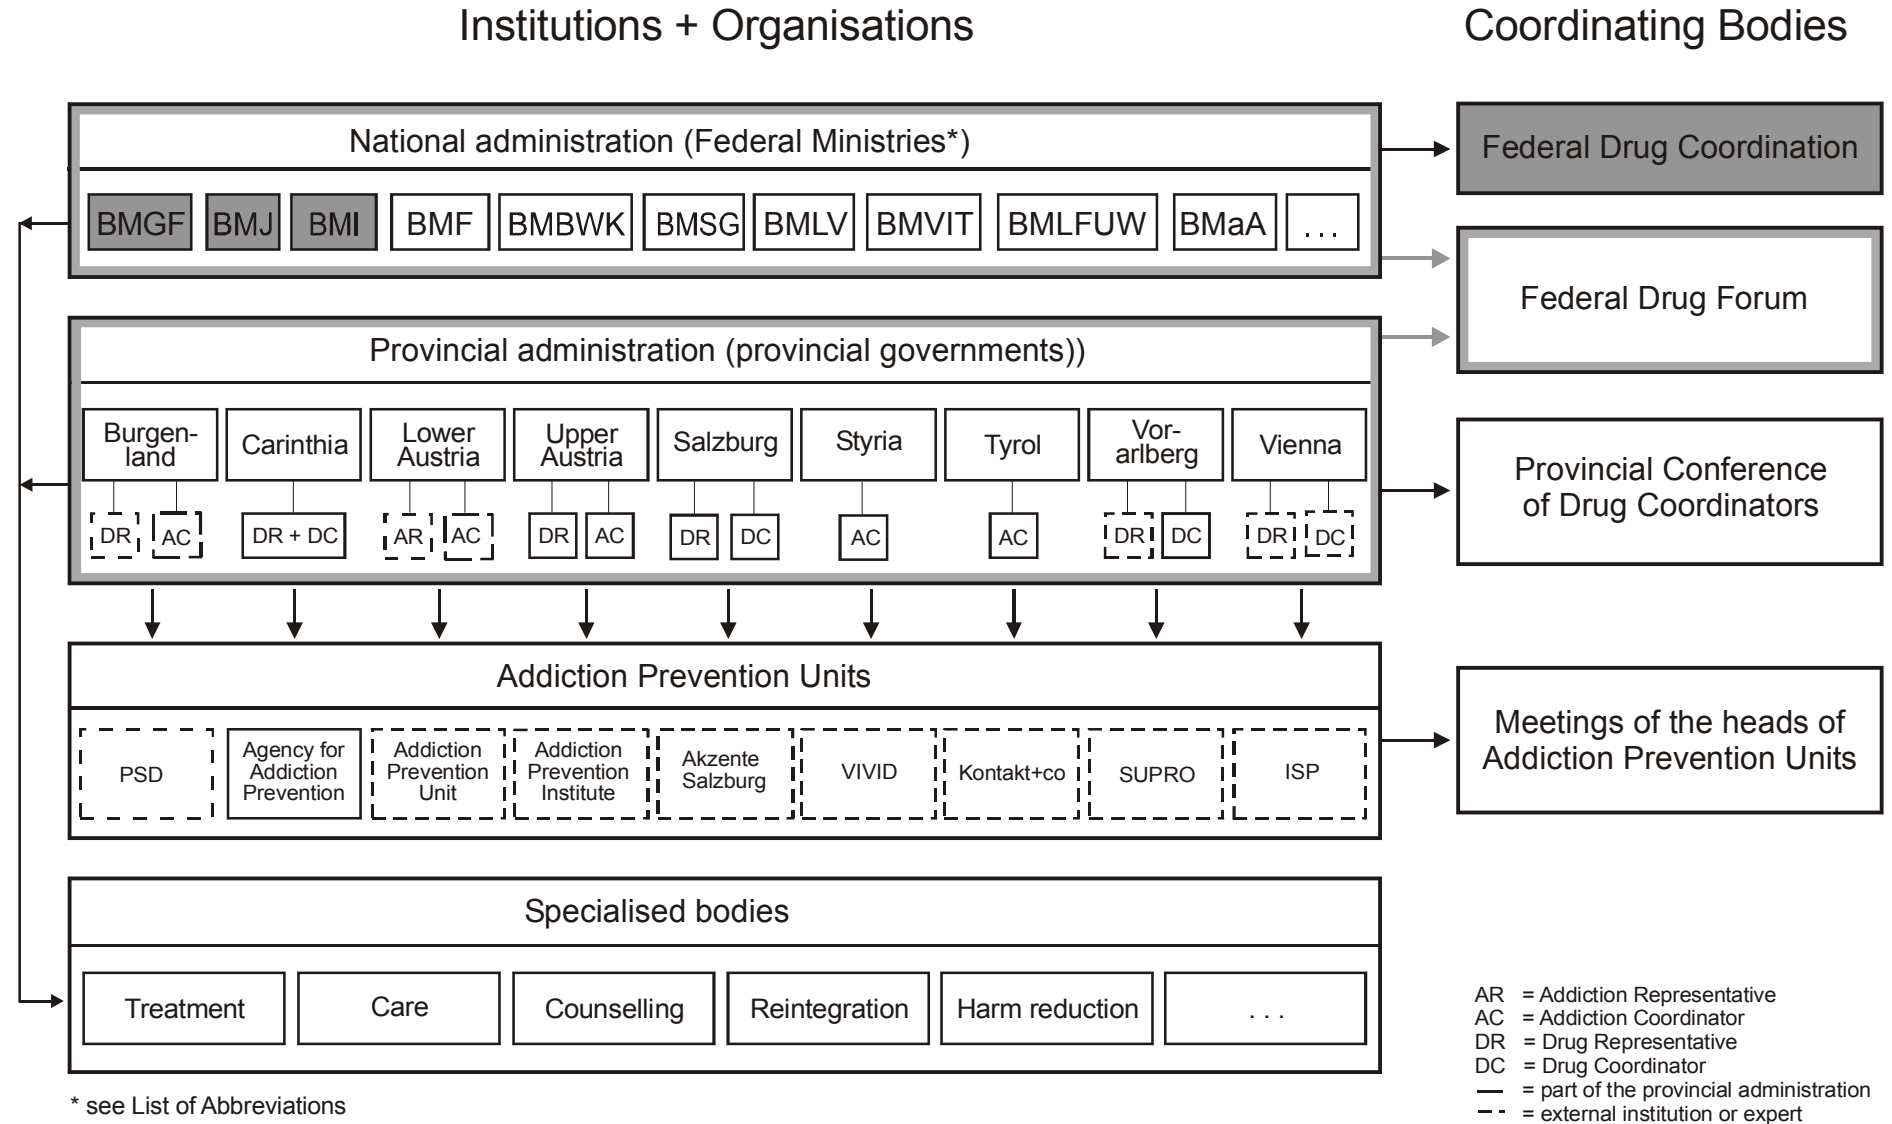 Institutions + Organisations
Coordinating Bodies
National administration (Federal Ministries*)
BMGF
BMJ
BMI
BMF
BMBWK
BMSG
BMLV
BMVIT
BMLFUW
BMaA
...
Federal Drug Coordination
Federal Drug Forum
Provincial administration (provincial governments))
Burgen-
land
Carinthia
Lower
Austria
Upper
Austria
Salzburg
Styria
Tyrol
Vor-
arlberg
Vienna
DR
AC
DR + DC
AR
AC
DR
AC
DR
DC
AC
AC
DR
DC
DR
DC
Provincial Conference
of Drug Coordinators
Addiction Prevention Units
PSD
Agency for
Addiction
Prevention
Addiction
Prevention
Unit
Addiction
Prevention
Institute
Akzente
Salzburg
VIVID
Kontakt+co
SUPRO
ISP
Meetings of the heads of
Addiction Prevention Units
Specialised bodies
Treatment
Care
Counselling
Reintegration
Harm reduction
...
* see List of Abbreviations
AR = Addiction Representative
AC = Addiction Coordinator
DR = Drug Representative
DC = Drug Coordinator
= part of the provincial administration
= external institution or expert